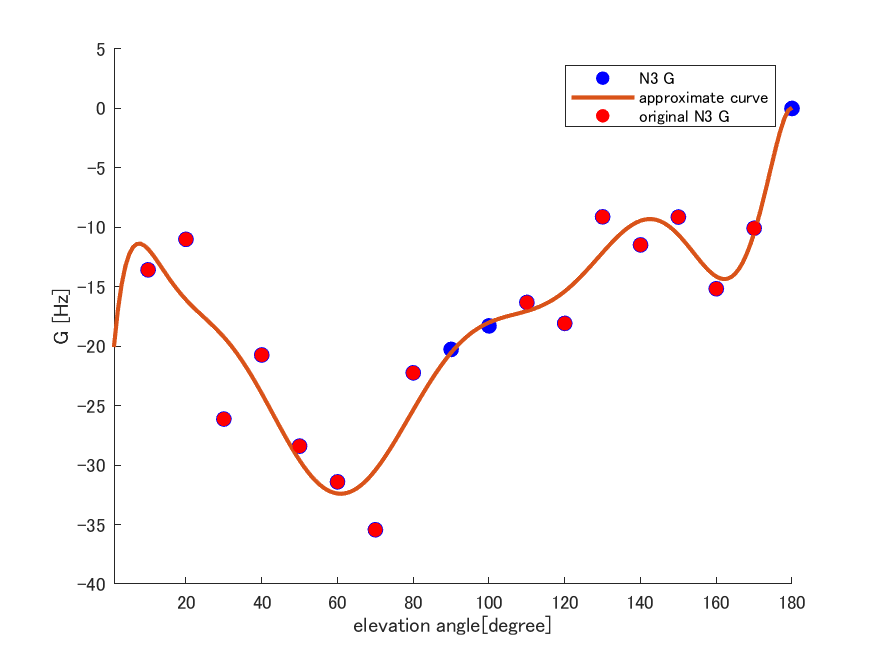 5
0
−5
−10
−15
−20
−25
−30
−35
−40
G [Hz]
N3 G
approximate curve
original N3 G
20 40 60 80 100 120 140 160 180
elevation angle[degree]